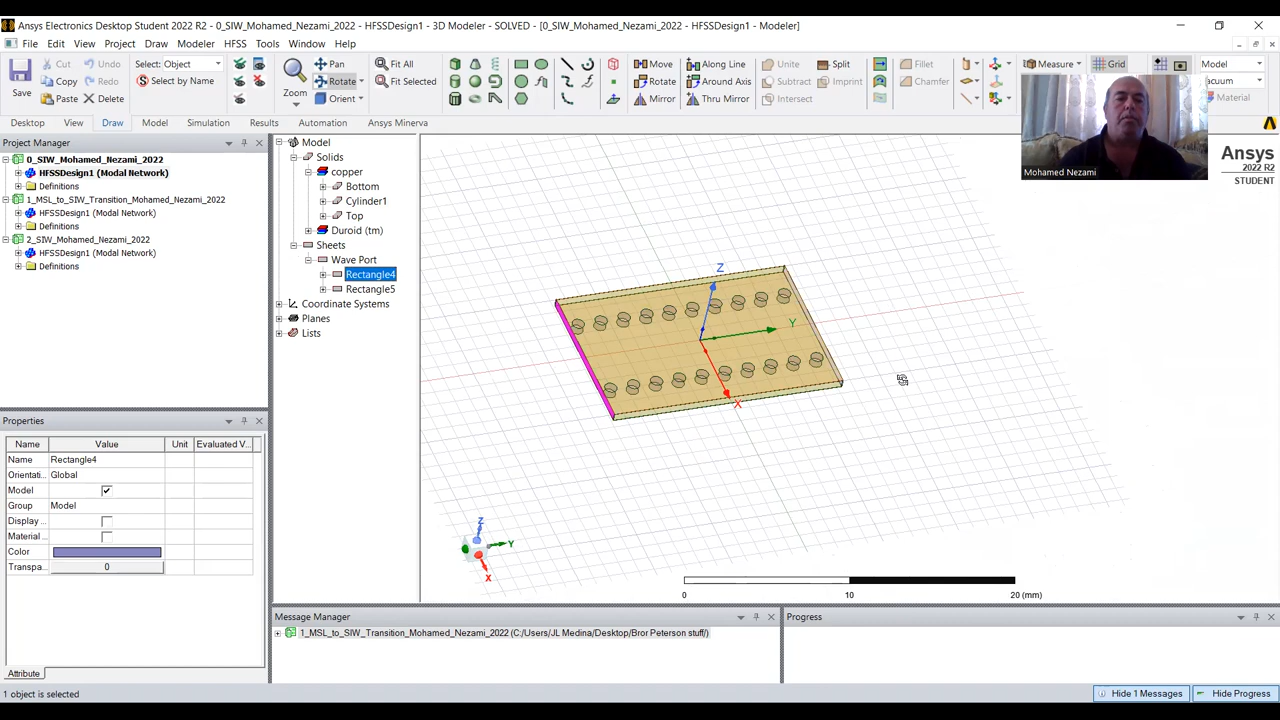 Ansys Electronics Desktop Student 2022 R2 - 0_SIW_Mohamed_Nezami_2022 - HFSSDesign1 - 3D Modeler - SOLVED - [0_SIW_Mohamed_Nezami_2022 - HFSSDesign1 - Modeler]
File Edit View Project Draw Modeler HFSS Tools Window Help
Save
Cut Undo
Copy Redo
Paste Delete
Select: Object
Select by Name
Zoom
Pan
Rotate
Orient
Fit All
Fit Selected
Move Along Line
Rotate Around Axis
Mirror Thru Mirror
Unite Split
Subtract Imprint
Intersect
Fillet
Chamfer
Measure Grid
Model
Material
Desktop View Draw Model Simulation Results Automation Ansys Minerva
Mohamed Nezami
Ansys
2022 R2
STUDENT
Project Manager
0_SIW_Mohamed_Nezami_2022
HFSSDesign1 (Modal Network)
Definitions
1_MSL_to_SIW_Transition_Mohamed_Nezami_2022
HFSSDesign1 (Modal Network)
Definitions
2_SIW_Mohamed_Nezami_2022
HFSSDesign1 (Modal Network)
Definitions
Model
Solids
copper
Bottom
Cylinder1
Top
Duroid (tm)
Sheets
Wave Port
Rectangle4
Rectangle5
Coordinate Systems
Planes
Lists
Z
Y
X
Z
Y
X
0 10 20 (mm)
Properties
Name Value Unit Evaluated V...
Name Rectangle4
Orientati... Global
Model
Group Model
Display ...
Material ...
Color
Transpa... 0
Attribute
Message Manager
1_MSL_to_SIW_Transition_Mohamed_Nezami_2022 (C:/Users/JL Medina/Desktop/Bror Peterson stuff/)
Progress
1 object is selected
Hide 1 Messages
Hide Progress